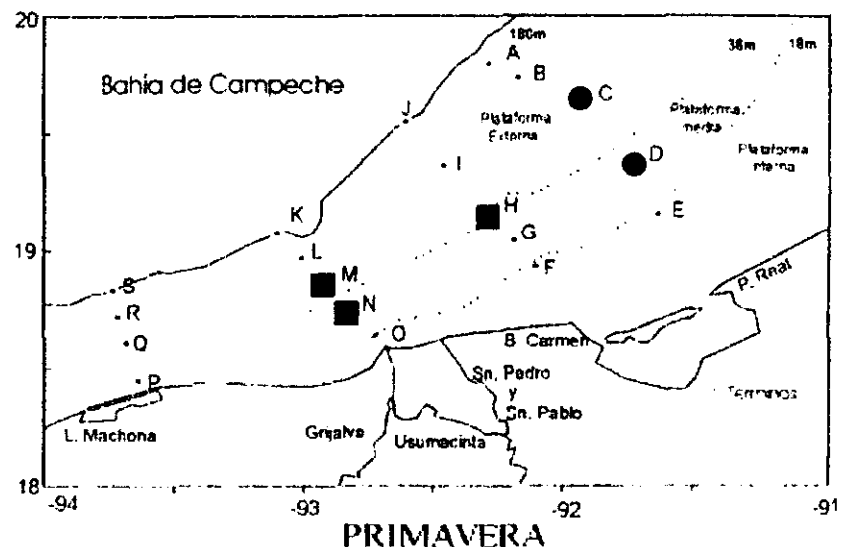 20
180m
38m
18m
A
B
Bahía de Campeche
C
J
Plataforma
Externa
Plataforma
media
D
Plataforma
interna
I
H
E
K
G
19
L
F
M
S
P. Real
R
N
O
B. Carmen
Q
Sn. Pedro
y
Sn. Pablo
P
Términos
L. Machona
Grijalva
Usumacinta
18
-94
-93
-92
-91
PRIMAVERA